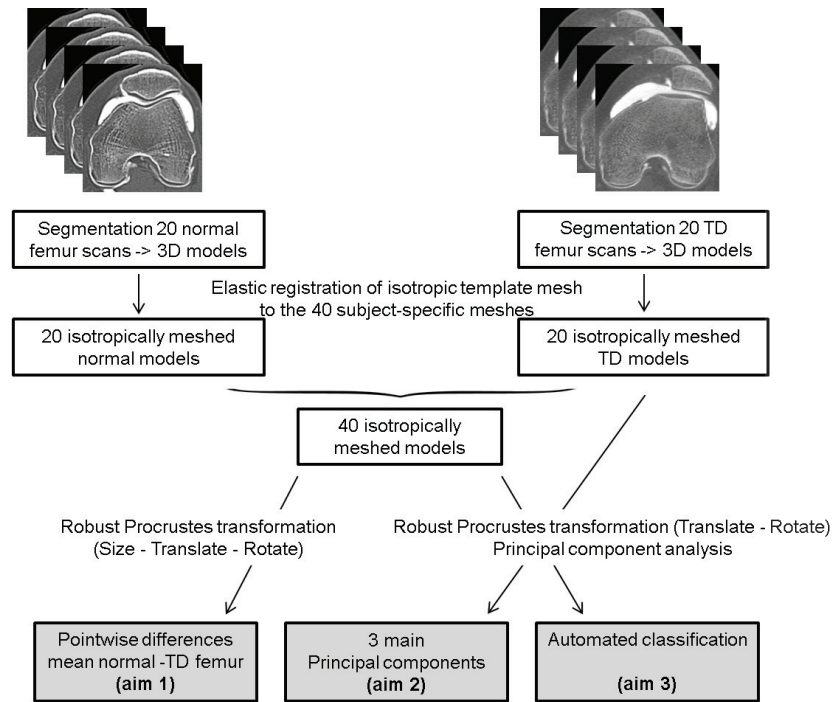 Segmentation 20 normal
femur scans -> 3D models
Segmentation 20 TD
femur scans -> 3D models
Elastic registration of isotropic template mesh
to the 40 subject-specific meshes
20 isotropically meshed
normal models
20 isotropically meshed
TD models
40 isotropically
meshed models
Robust Procrustes transformation
(Size - Translate - Rotate)
Robust Procrustes transformation (Translate - Rotate)
Principal component analysis
Pointwise differences
mean normal -TD femur
(aim 1)
3 main
Principal components
(aim 2)
Automated classification
(aim 3)